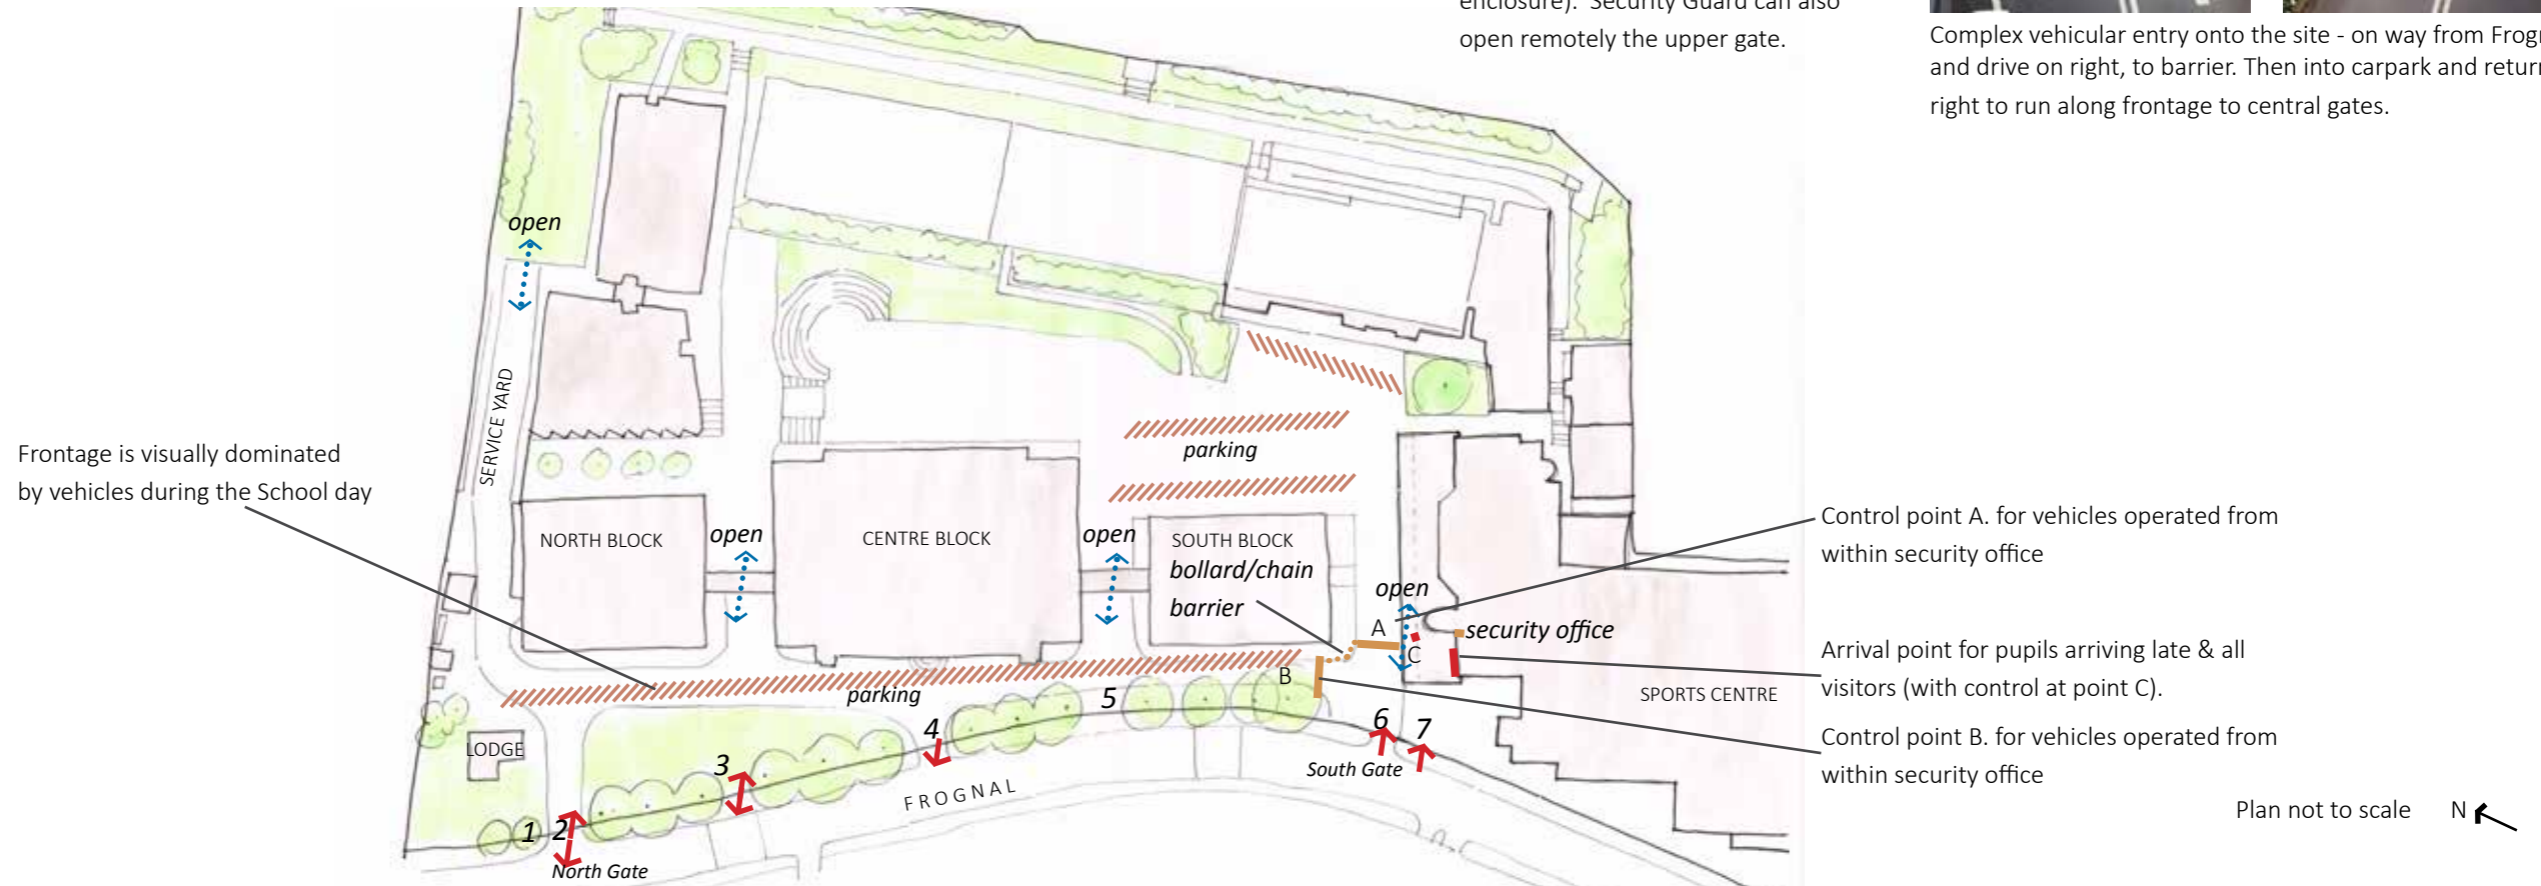 enclosure). Security Guard can also
open remotely the upper gate.
Complex vehicular entry onto the site - on way from
and drive on right, to barrier. Then into carpark and
right to run along frontage to central gates.
open
SERVICE YARD
Frontage is visually dominated
by vehicles during the School day
parking
NORTH BLOCK
open
CENTRE BLOCK
open
SOUTH BLOCK
bollard/chain
barrier
open
A
security office
C
B
Control point A. for vehicles operated from
within security office
Arrival point for pupils arriving late & all
visitors (with control at point C).
Control point B. for vehicles operated from
within security office
SPORTS CENTRE
parking
LODGE
1
2
3
4
5
6
7
North Gate
FROGNAL
South Gate
Plan not to scale
N